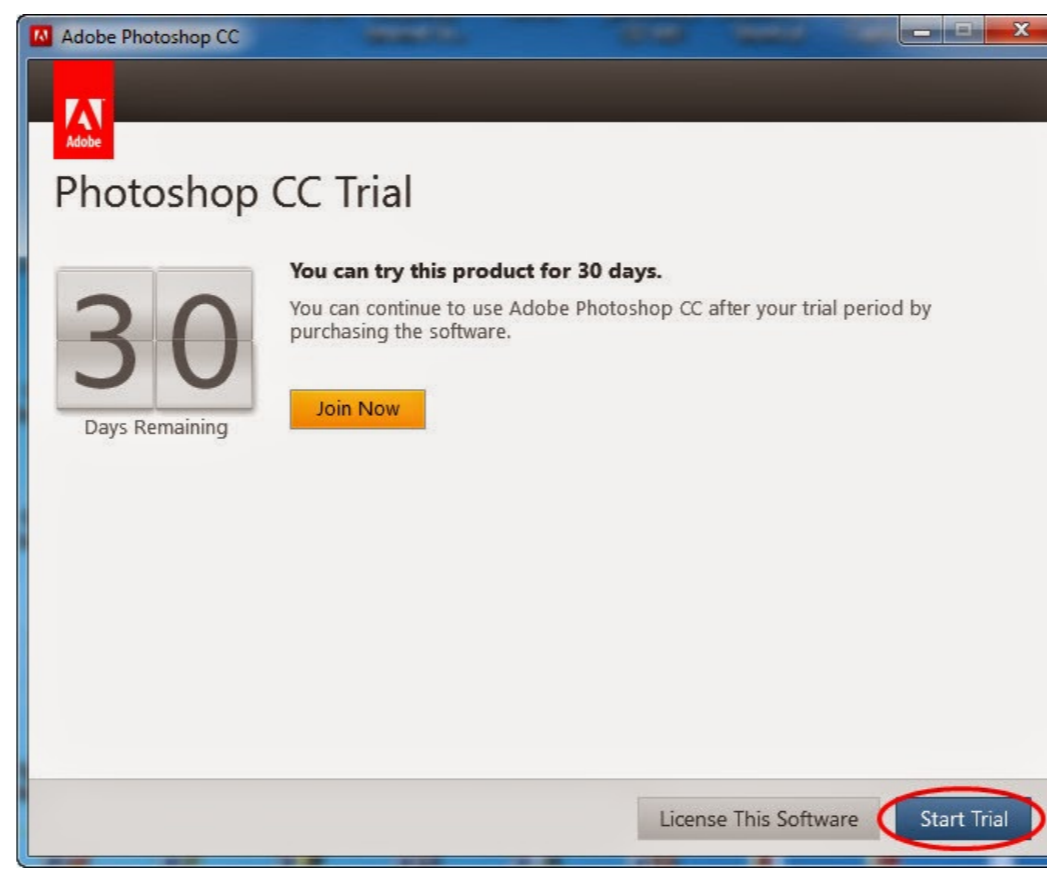 Adobe Photoshop CC
Adobe
Photoshop CC Trial
30
Days Remaining
You can try this product for 30 days.
You can continue to use Adobe Photoshop CC after your trial period by
purchasing the software.
Join Now
License This Software
Start Trial